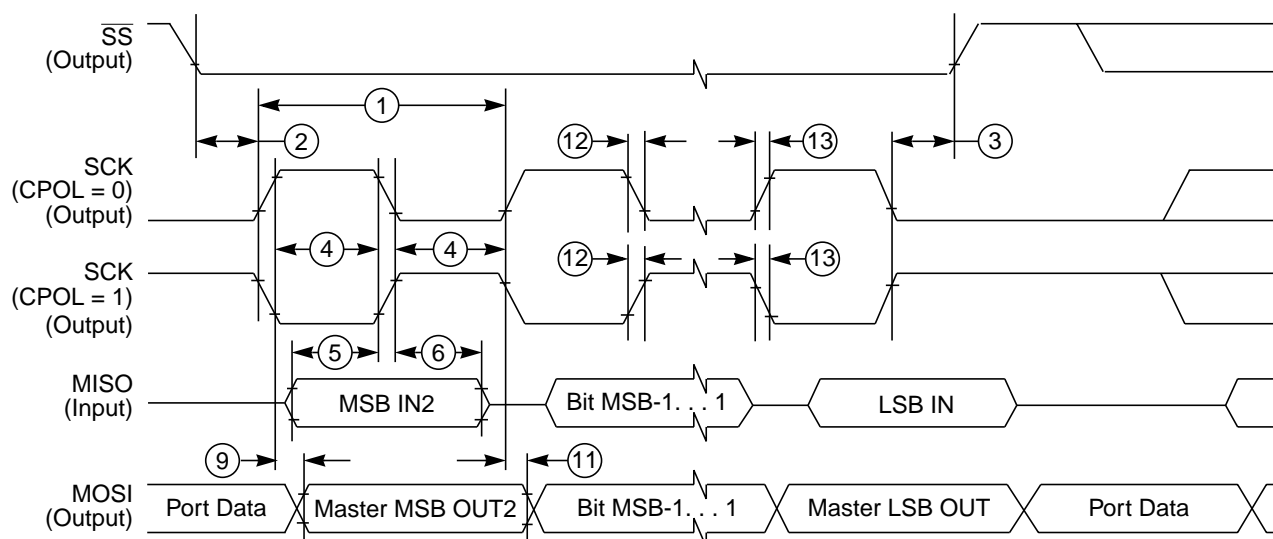 SS
(Output)
1
2
12
13
3
SCK
(CPOL = 0)
(Output)
4
4
SCK
(CPOL = 1)
(Output)
12
13
5
6
MISO
(Input)
MSB IN2
Bit MSB-1. . . 1
LSB IN
9
11
MOSI
(Output)
Port Data
Master MSB OUT2
Bit MSB-1. . . 1
Master LSB OUT
Port Data